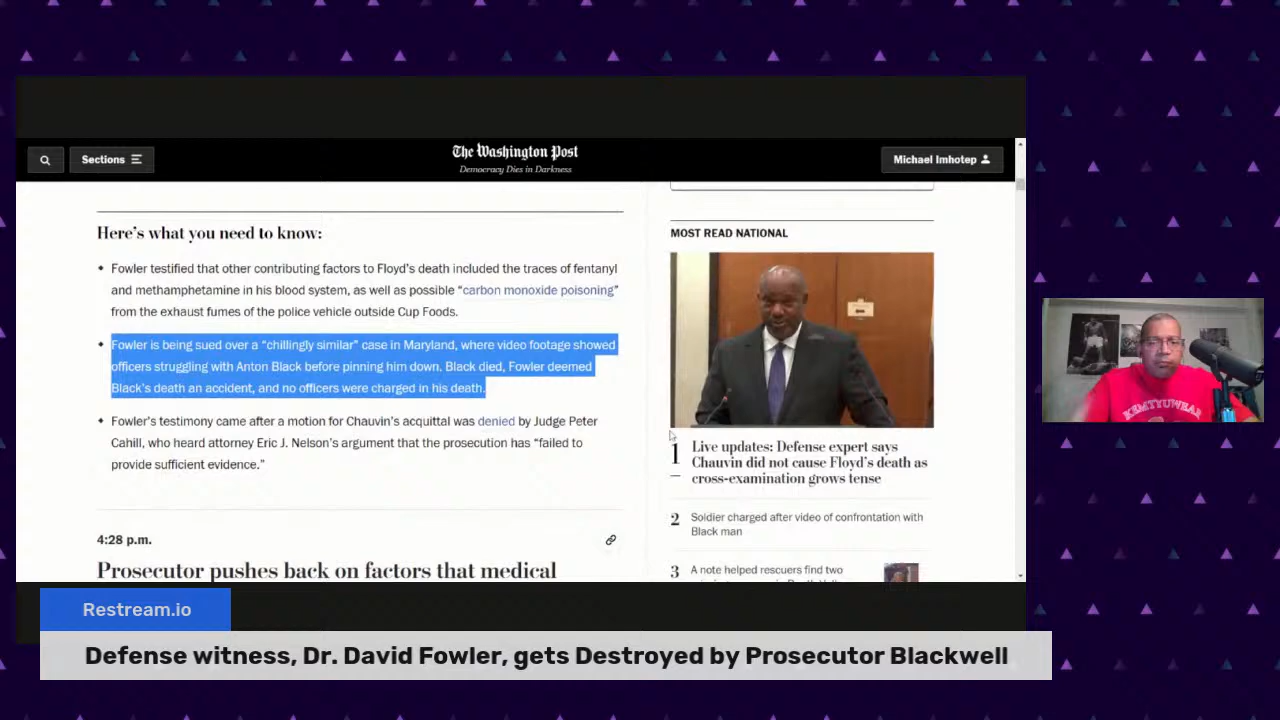 Sections
The Washington Post
Democracy Dies in Darkness
Michael Imhotep
Here's what you need to know:
Fowler testified that other contributing factors to Floyd's death included the traces of fentanyl
and methamphetamine in his blood system, as well as possible “carbon monoxide poisoning”
from the exhaust fumes of the police vehicle outside Cup Foods.
Fowler is being sued over a “chillingly similar” case in Maryland, where video footage showed
officers struggling with Anton Black before pinning him down. Black died, Fowler deemed
Black's death an accident, and no officers were charged in his death.
Fowler's testimony came after a motion for Chauvin's acquittal was denied by Judge Peter
Cahill, who heard attorney Eric J. Nelson's argument that the prosecution has “failed to
provide sufficient evidence.”
4:28 p.m.
Prosecutor pushes back on factors that medical
MOST READ NATIONAL
1
Live updates: Defense expert says
Chauvin did not cause Floyd's death as
cross-examination grows tense
2
Soldier charged after video of confrontation with
Black man
3
A note helped rescuers find two
KEMTYUWEAR
Restream.io
Defense witness, Dr. David Fowler, gets Destroyed by Prosecutor Blackwell